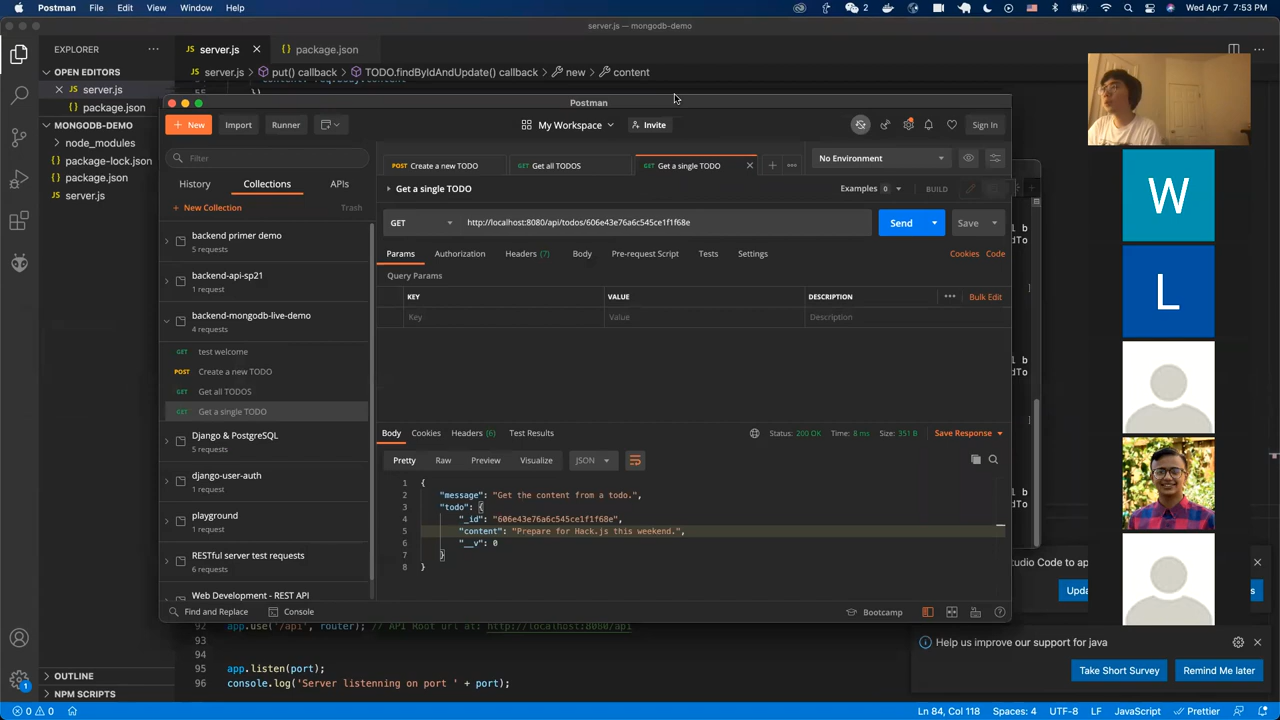 Postman File Edit View Window Help
2
Wed Apr 7 7:53 PM
server.js — mongodb-demo
EXPLORER
server.js
package.json
OPEN EDITORS
server.js
package.json
MONGODB-DEMO
node_modules
package-lock.json
package.json
server.js
server.js > put() callback > TODO.findByIdAndUpdate() callback > new > content
Postman
New
Import
Runner
My Workspace
Invite
Sign In
Filter
History
Collections
APIs
+ New Collection
Trash
backend primer demo
5 requests
backend-api-sp21
1 request
backend-mongodb-live-demo
4 requests
GET test welcome
POST Create a new TODO
GET Get all TODOS
GET Get a single TODO
Django & PostgreSQL
4 requests
django-user-auth
1 request
playground
5 requests
RESTful server test requests
3 requests
Web Development - REST API
POST Create a new TODO
GET Get all TODOS
GET Get a single TODO
No Environment
Get a single TODO
Examples 0
BUILD
GET
http://localhost:8080/api/todos/606e43e76a6c545ce1f1f68e
Send
Save
Params
Authorization
Headers (7)
Body
Pre-request Script
Tests
Settings
Cookies
Code
Query Params
KEY
VALUE
DESCRIPTION
Bulk Edit
Key
Value
Description
Body
Cookies
Headers (6)
Test Results
Status: 200 OK
Time: 8 ms
Size: 351 B
Save Response
Pretty
Raw
Preview
Visualize
JSON
1 {
2 "message": "Get the content from a todo.",
3 "todo": {
4 "_id": "606e43e76a6c545ce1f1f68e",
5 "content": "Prepare for Hack.js this weekend.",
6 "__v": 0
7 }
8 }
Find and Replace
Console
Bootcamp
92 app.use('/api', router); // API Root url at: http://localhost:8080/api
95 app.listen(port);
96 console.log('Server listenning on port ' + port);
OUTLINE
NPM SCRIPTS
1
0 0
Ln 84, Col 118
Spaces: 4
UTF-8
LF
JavaScript
Prettier
Help us improve our support for java
Take Short Survey
Remind Me later
W
L